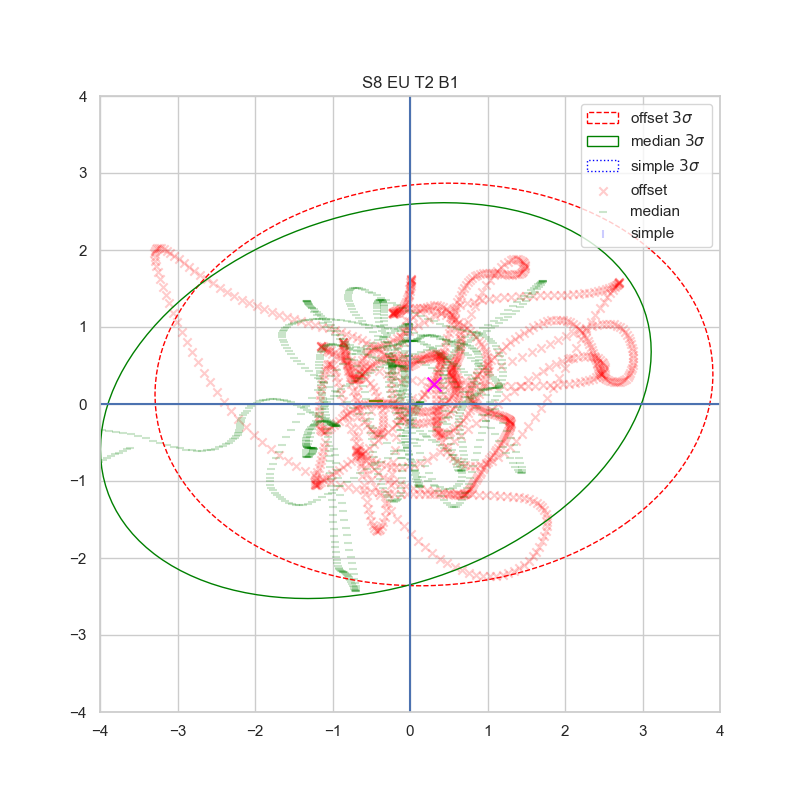 S8 EU T2 B1
offset 3σ
median 3σ
simple 3σ
offset
median
simple
4
3
2
1
0
−1
−2
−3
−4
−4 −3 −2 −1 0 1 2 3 4